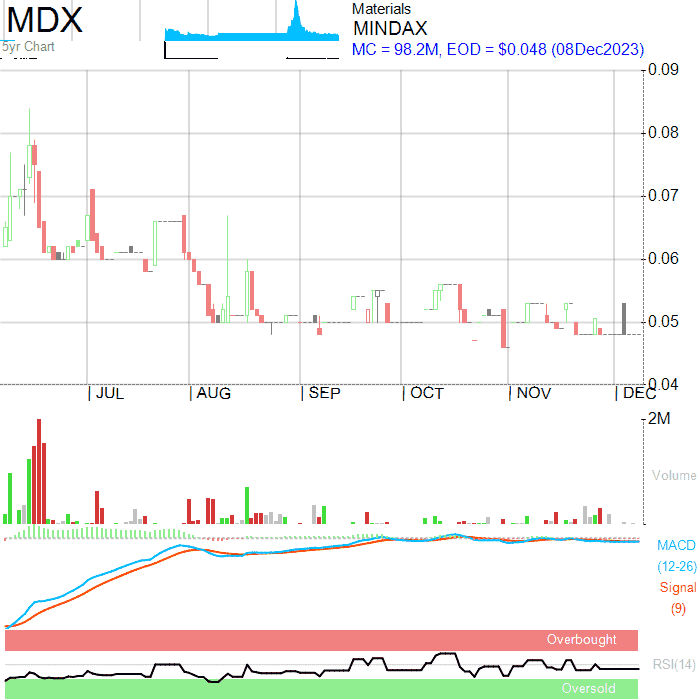 MDX
5yr Chart
Materials
MINDAX
MC = 98.2M, EOD = $0.048 (08Dec2023)
0.09
0.08
0.07
0.06
0.05
0.04
JUL AUG SEP OCT NOV DEC
2M
Volume
MACD
(12-26)
Signal
(9)
Overbought
RSI(14)
Oversold